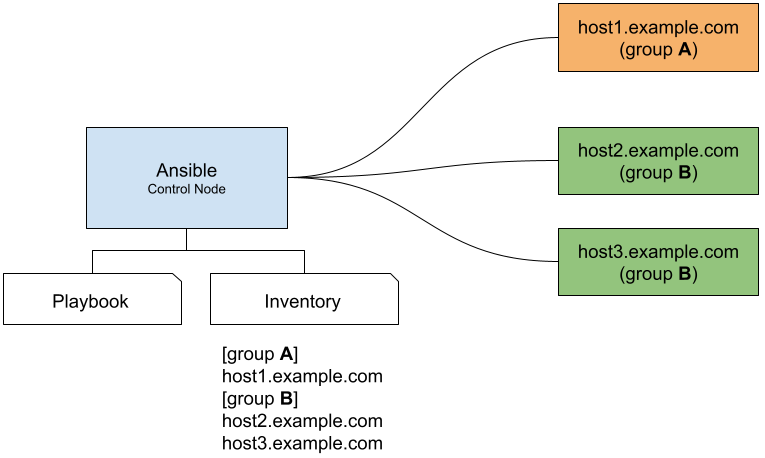 host1.example.com
(group A)
Ansible
Control Node
host2.example.com
(group B)
host3.example.com
(group B)
Playbook
Inventory
[group A]
host1.example.com
[group B]
host2.example.com
host3.example.com